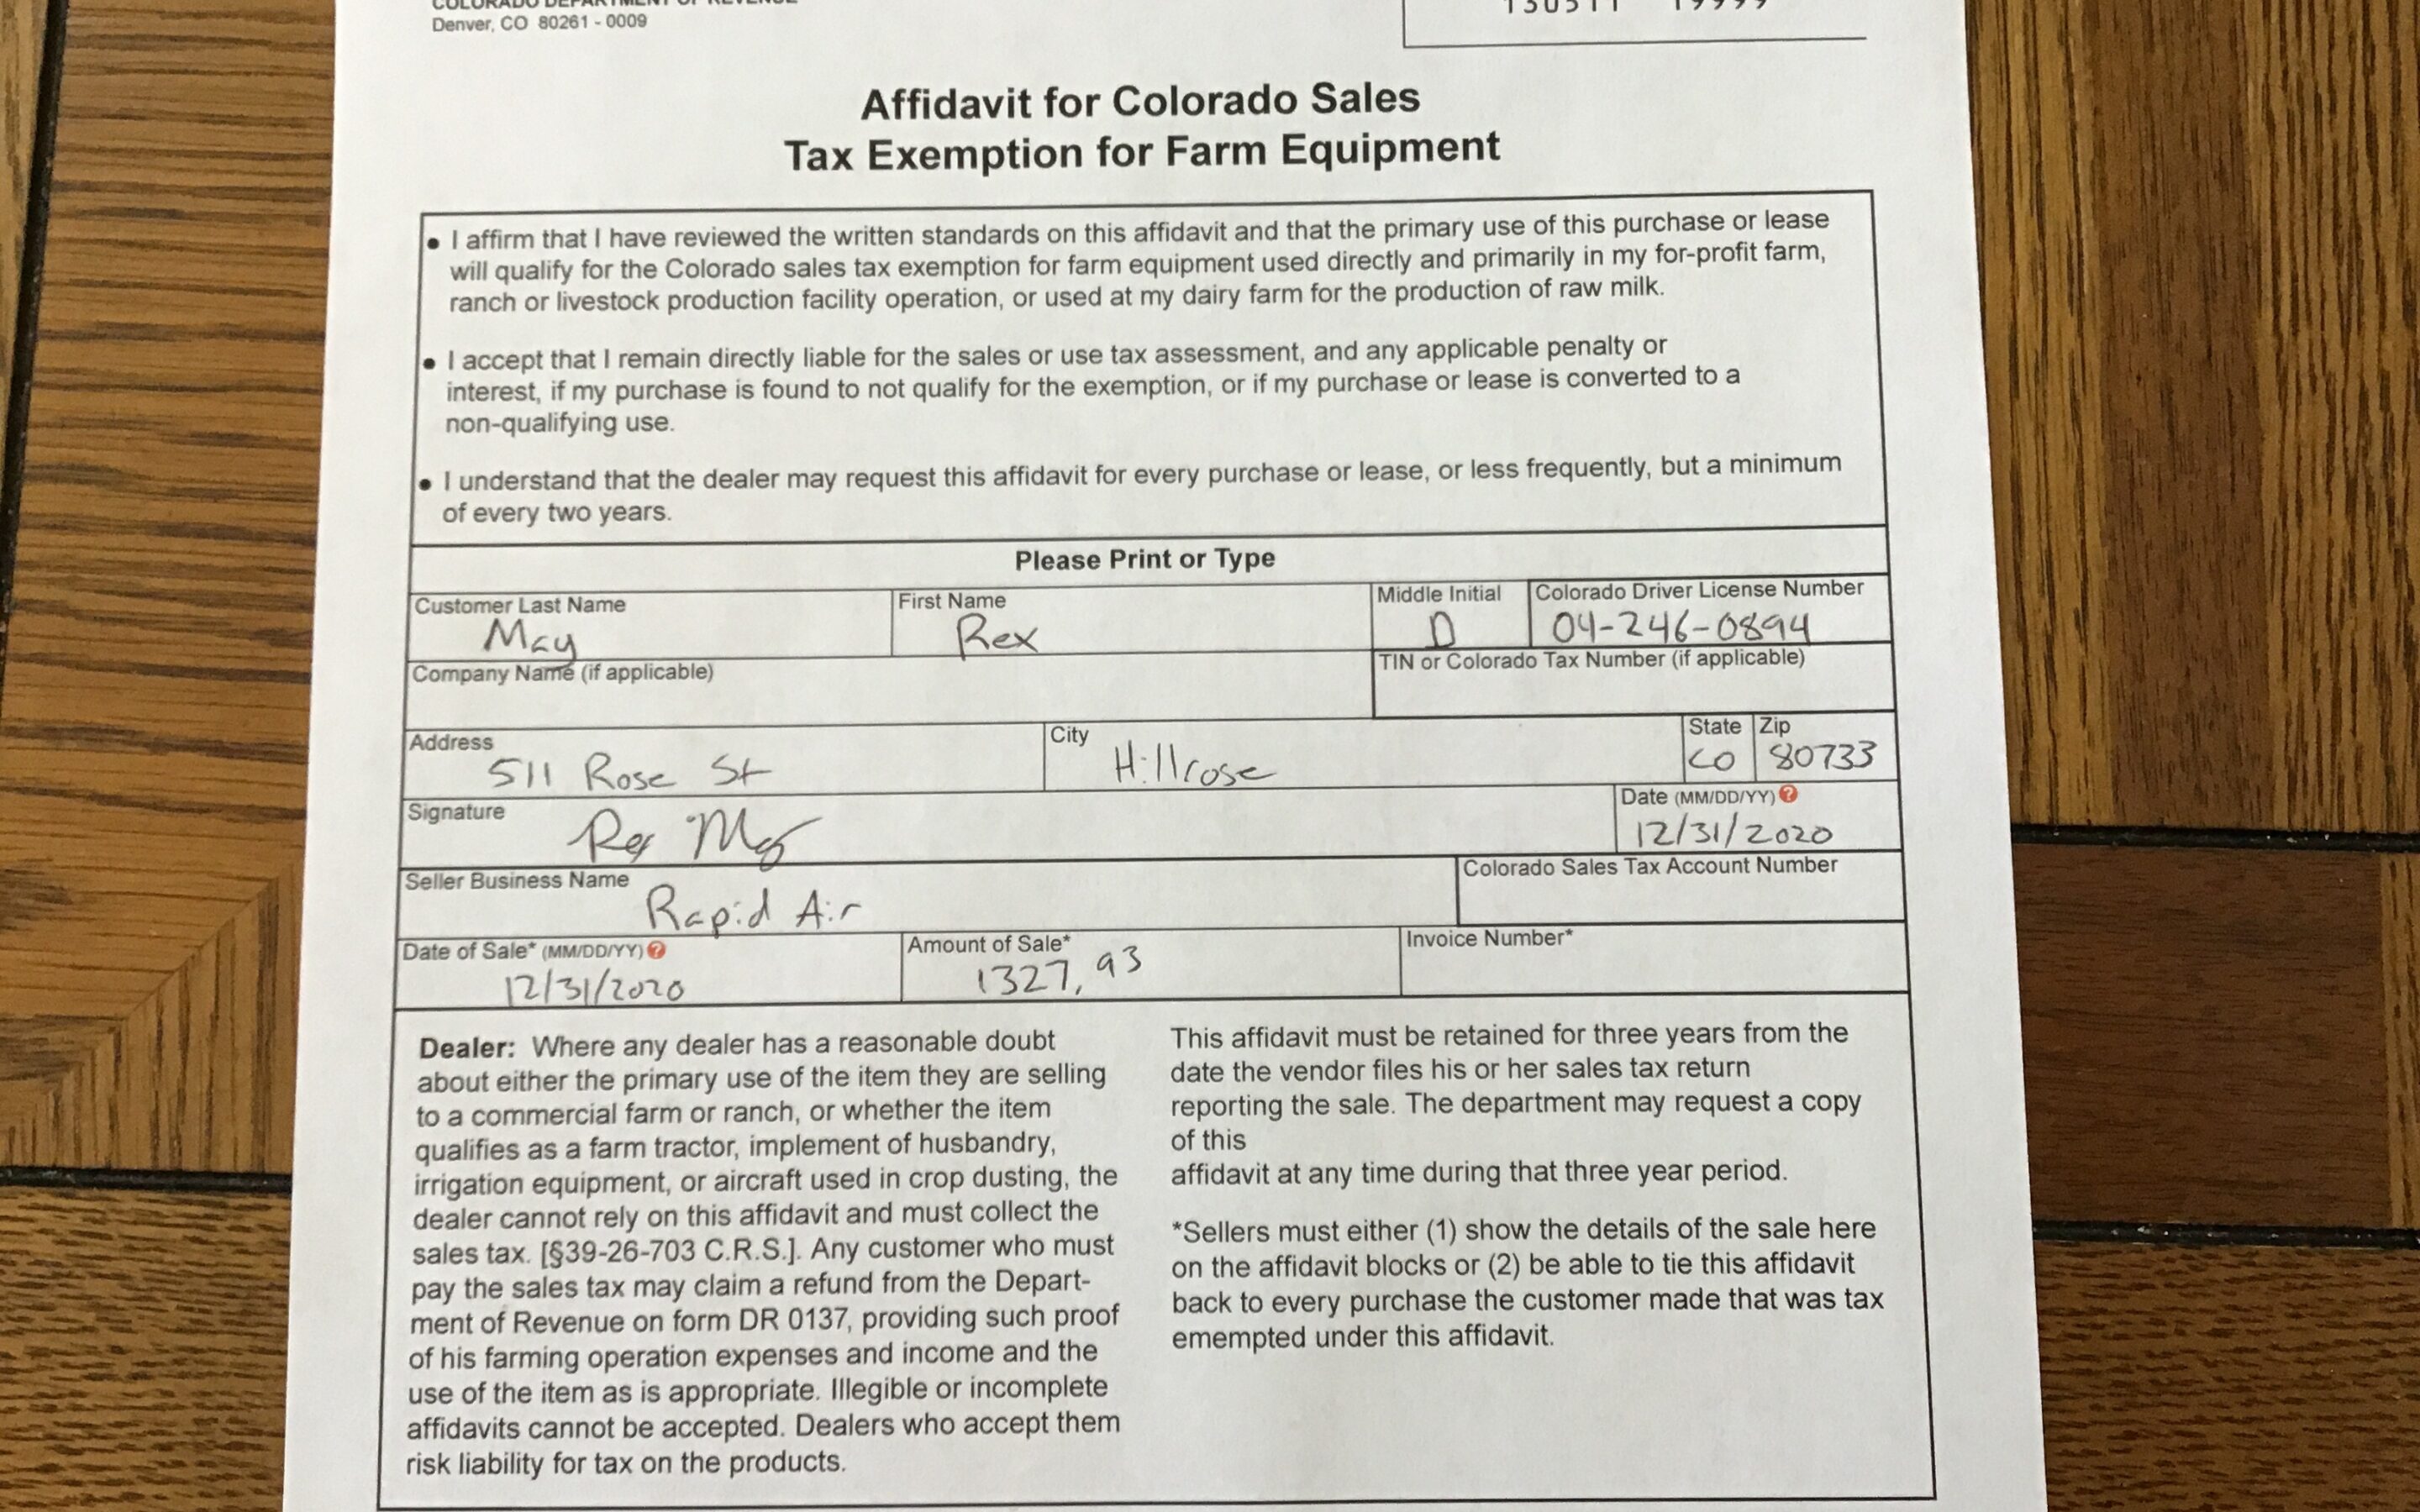 COLORADO DEPARTMENT OF REVENUE
Denver, CO 80261 - 0009
Affidavit for Colorado Sales
Tax Exemption for Farm Equipment
• I affirm that I have reviewed the written standards on this affidavit and that the primary use of this purchase or lease
will qualify for the Colorado sales tax exemption for farm equipment used directly and primarily in my for-profit farm,
ranch or livestock production facility operation, or used at my dairy farm for the production of raw milk.
• I accept that I remain directly liable for the sales or use tax assessment, and any applicable penalty or
interest, if my purchase is found to not qualify for the exemption, or if my purchase or lease is converted to a
non-qualifying use.
• I understand that the dealer may request this affidavit for every purchase or lease, or less frequently, but a minimum
of every two years.
Please Print or Type
Customer Last Name First Name Middle Initial Colorado Driver License Number
May Rex D 04-246-0894
Company Name (if applicable) TIN or Colorado Tax Number (if applicable)
Address City State Zip
511 Rose St Hillrose CO 80733
Signature Date (MM/DD/YY) ?
Rex May 12/31/2020
Seller Business Name Colorado Sales Tax Account Number
Rapid Air
Date of Sale* (MM/DD/YY) ? Amount of Sale* Invoice Number*
12/31/2020 1327,93
Dealer: Where any dealer has a reasonable doubt
about either the primary use of the item they are selling
to a commercial farm or ranch, or whether the item
qualifies as a farm tractor, implement of husbandry,
irrigation equipment, or aircraft used in crop dusting, the
dealer cannot rely on this affidavit and must collect the
sales tax. [§39-26-703 C.R.S.]. Any customer who must
pay the sales tax may claim a refund from the Depart-
ment of Revenue on form DR 0137, providing such proof
of his farming operation expenses and income and the
use of the item as is appropriate. Illegible or incomplete
affidavits cannot be accepted. Dealers who accept them
risk liability for tax on the products.
This affidavit must be retained for three years from the
date the vendor files his or her sales tax return
reporting the sale. The department may request a copy
of this
affidavit at any time during that three year period.
*Sellers must either (1) show the details of the sale here
on the affidavit blocks or (2) be able to tie this affidavit
back to every purchase the customer made that was tax
emempted under this affidavit.